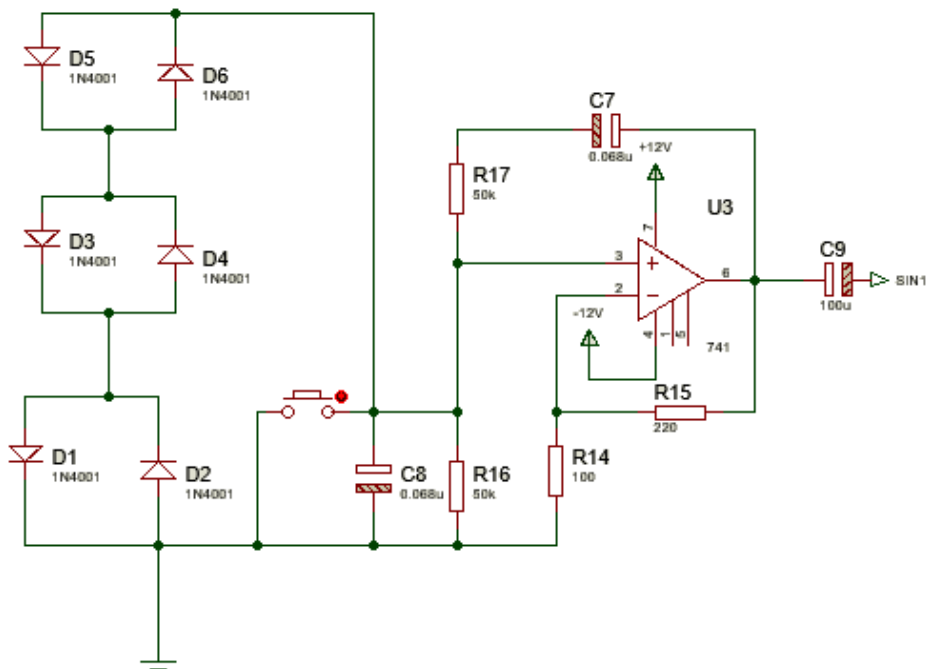 D5
1N4001
D6
1N4001
D3
1N4001
D4
1N4001
D1
1N4001
D2
1N4001
C7
0.068u
+12V
R17
50k
U3
7
3
2
6
4
1
5
-12V
741
C9
100u
SIN1
R15
220
R14
100
C8
0.068u
R16
50k